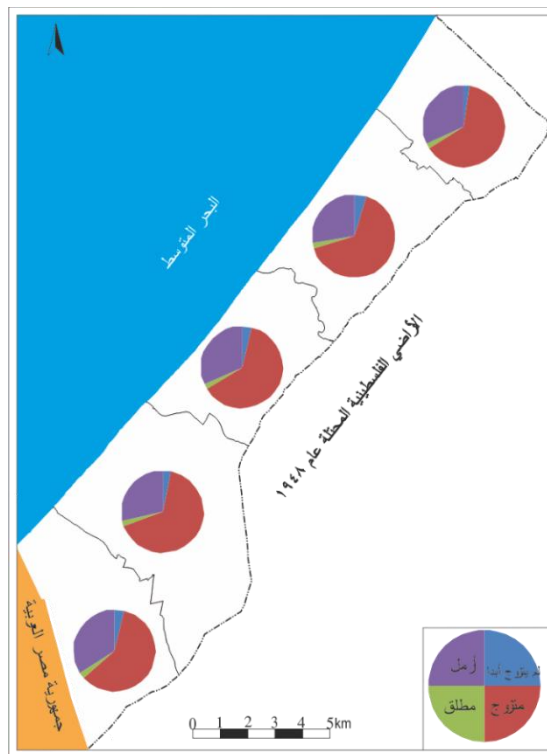 البحر المتوسط
الأراضي الفلسطينية المحتلة عام ١٩٤٨
جمهورية مصر العربية
أرمل
لم يتزوج أبدا
مطلق
متزوج
0 1 2 3 4 5km